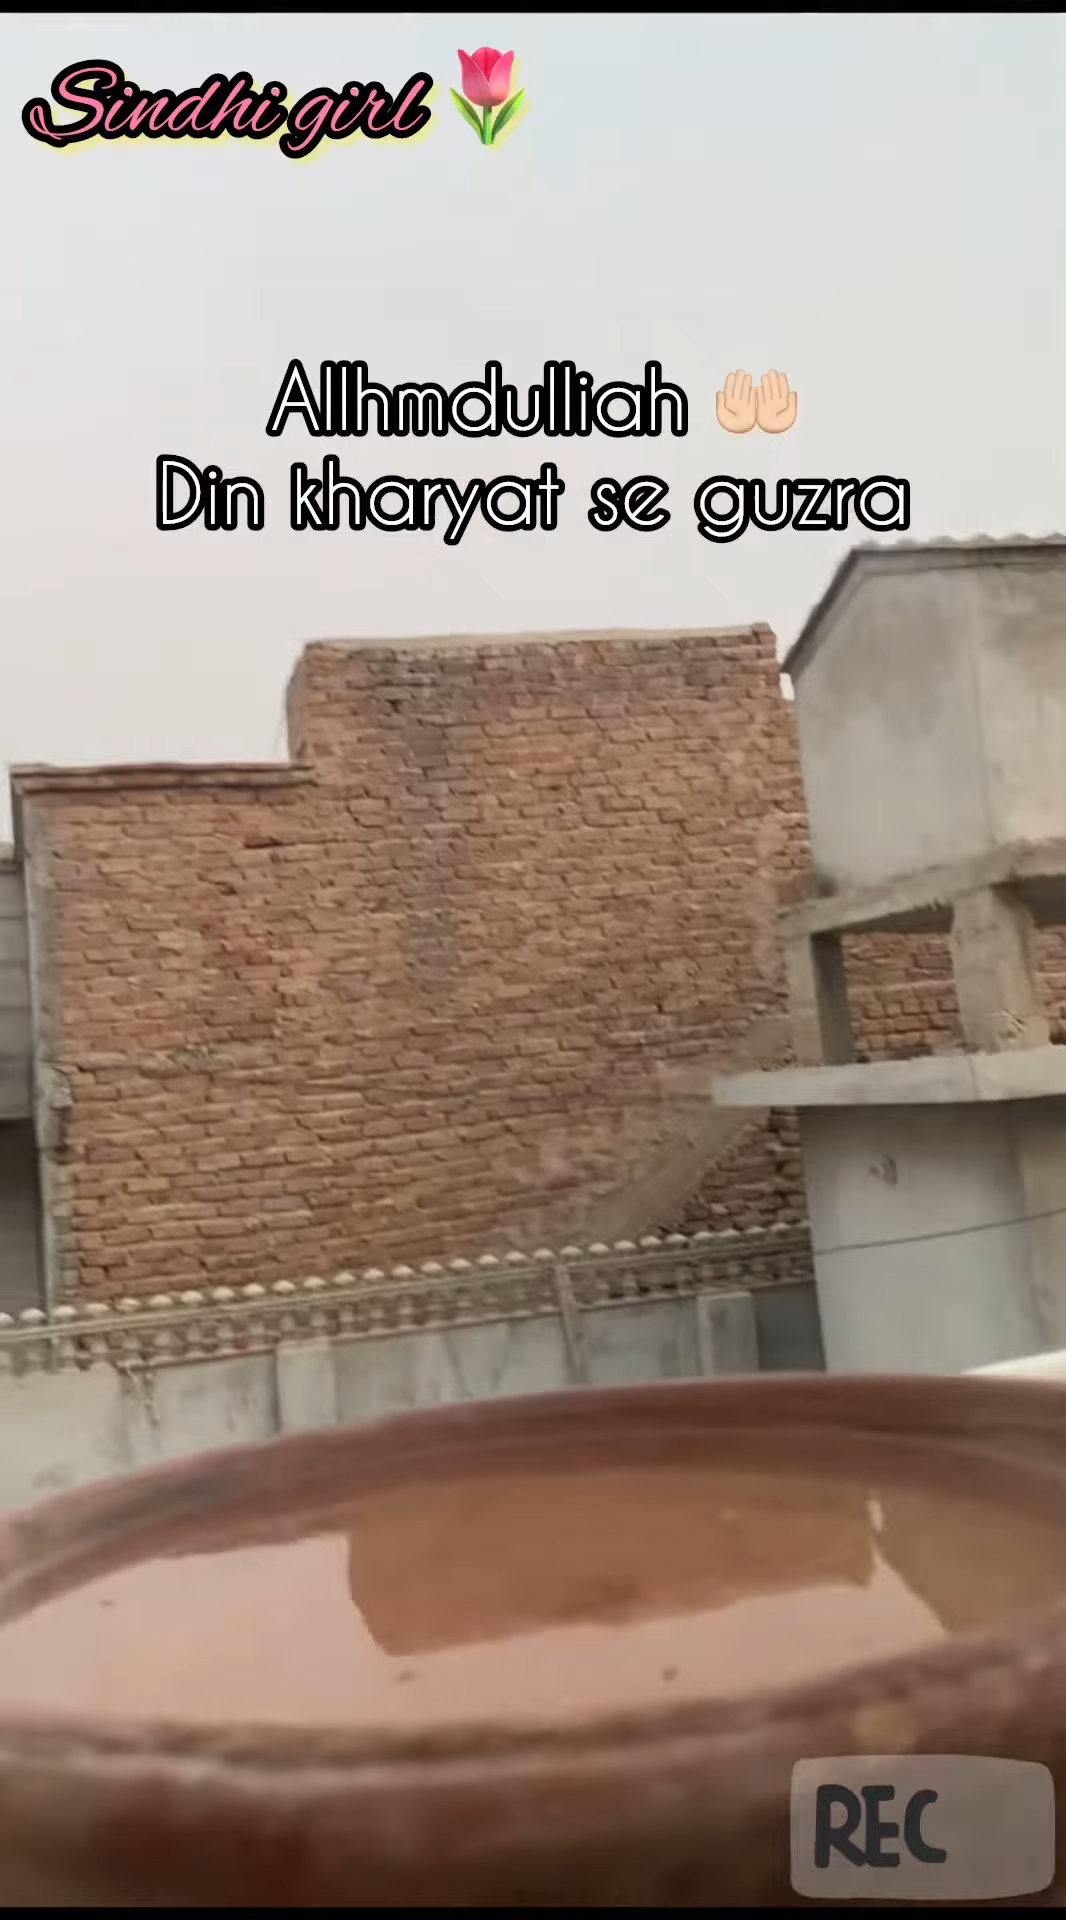 Sindhi girl 🌷
Allhmdulliah 🤲🏻
Din kharyat se guzra
REC